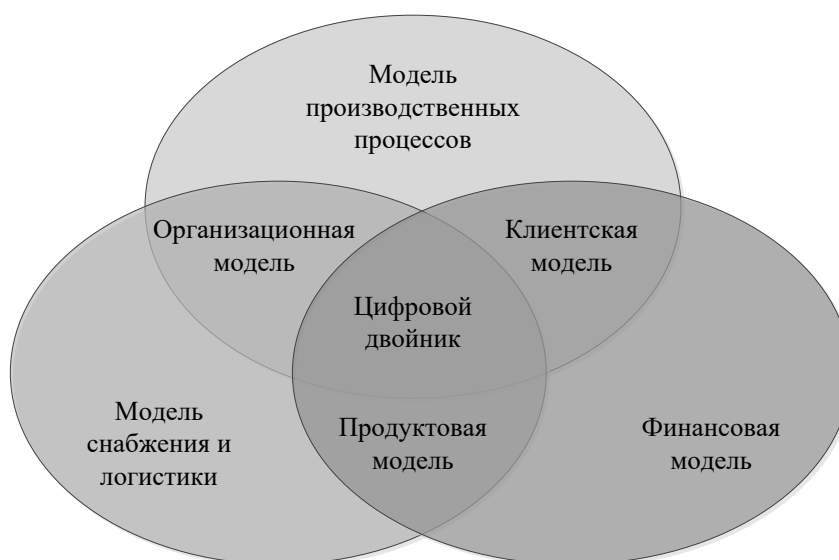 Модель
производственных
процессов
Организационная
модель
Клиентская
модель
Цифровой
двойник
Модель
снабжения и
логистики
Продуктовая
модель
Финансовая
модель